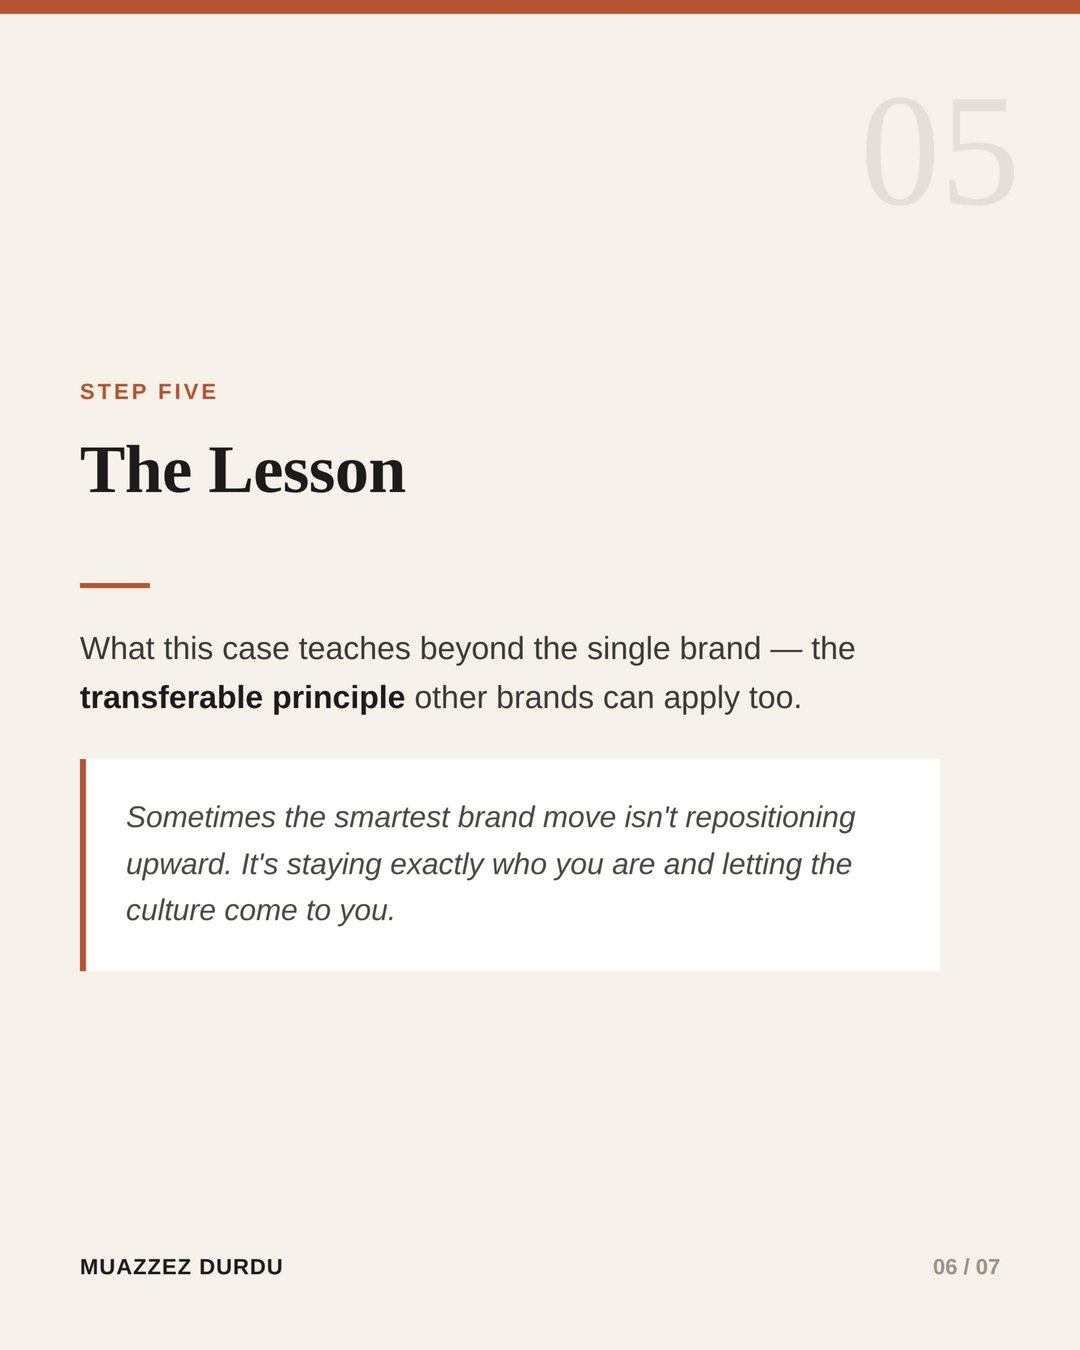 05
STEP FIVE
The Lesson
What this case teaches beyond the single brand — the
transferable principle other brands can apply too.
Sometimes the smartest brand move isn't repositioning
upward. It's staying exactly who you are and letting the
culture come to you.
MUAZZEZ DURDU
06 / 07